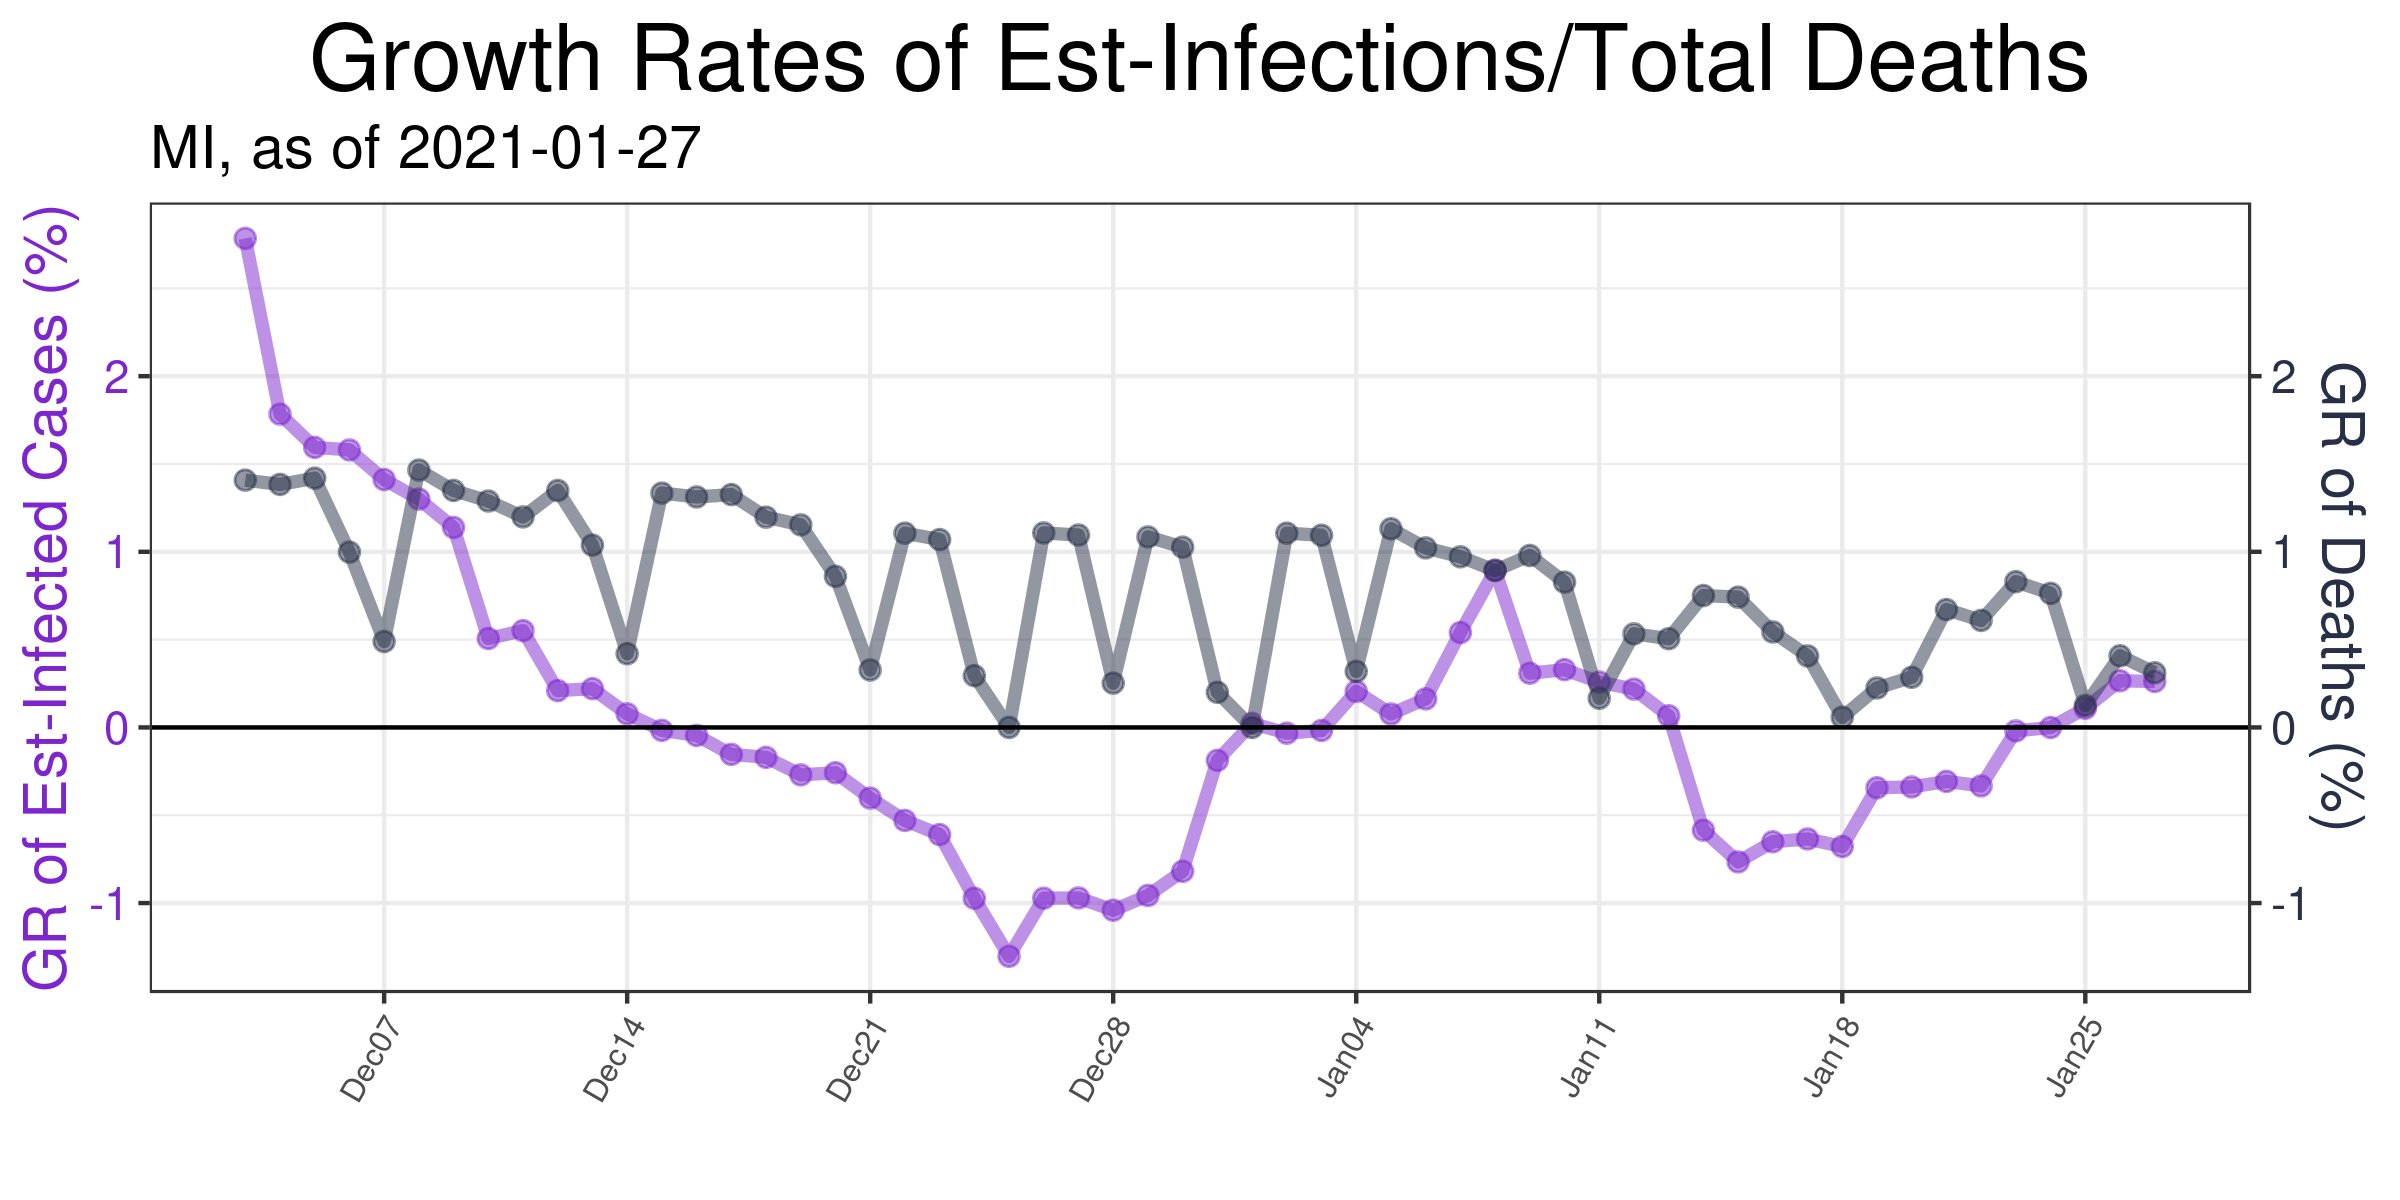 Growth Rates of Est-Infections/Total Deaths
MI, as of 2021-01-27
GR of Est-Infected Cases (%)
2
1
0
-1
2
1
0
-1
GR of Deaths (%)
Dec07
Dec14
Dec21
Dec28
Jan04
Jan11
Jan18
Jan25